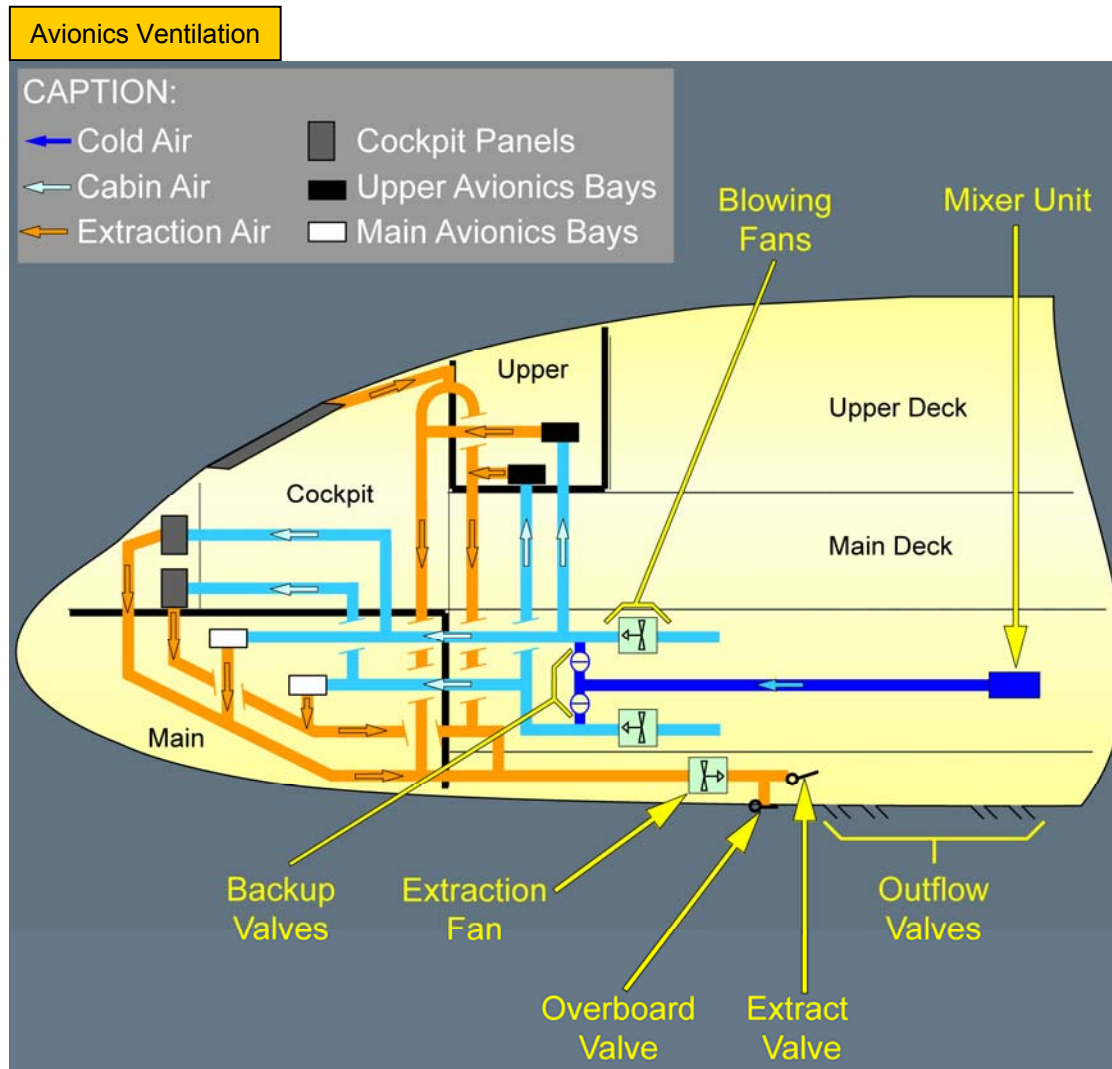 Avionics Ventilation
CAPTION:
Cold Air
Cabin Air
Extraction Air
Cockpit Panels
Upper Avionics Bays
Main Avionics Bays
Blowing
Fans
Mixer Unit
Upper
Upper Deck
Cockpit
Main Deck
Main
Backup
Valves
Extraction
Fan
Outflow
Valves
Overboard
Valve
Extract
Valve